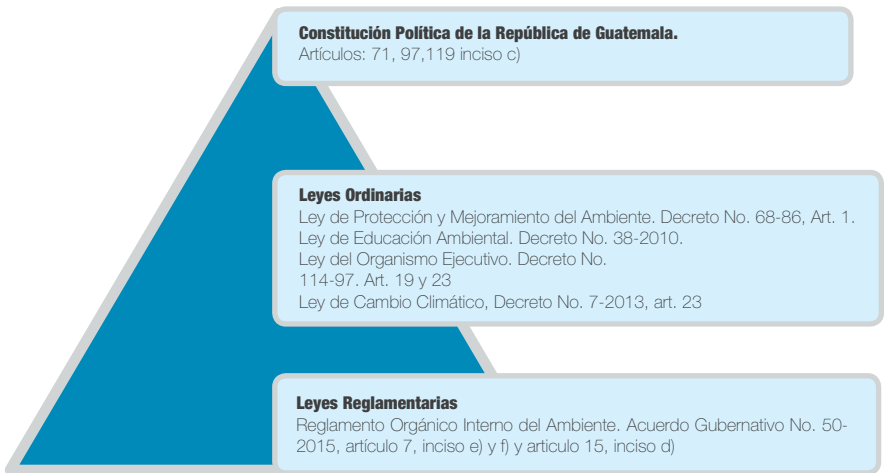 Constitución Política de la República de Guatemala.
Artículos: 71, 97,119 inciso c)
Leyes Ordinarias
Ley de Protección y Mejoramiento del Ambiente. Decreto No. 68-86, Art. 1.
Ley de Educación Ambiental. Decreto No. 38-2010.
Ley del Organismo Ejecutivo. Decreto No.
114-97. Art. 19 y 23
Ley de Cambio Climático, Decreto No. 7-2013, art. 23
Leyes Reglamentarias
Reglamento Orgánico Interno del Ambiente. Acuerdo Gubernativo No. 50-
2015, artículo 7, inciso e) y f) y articulo 15, inciso d)